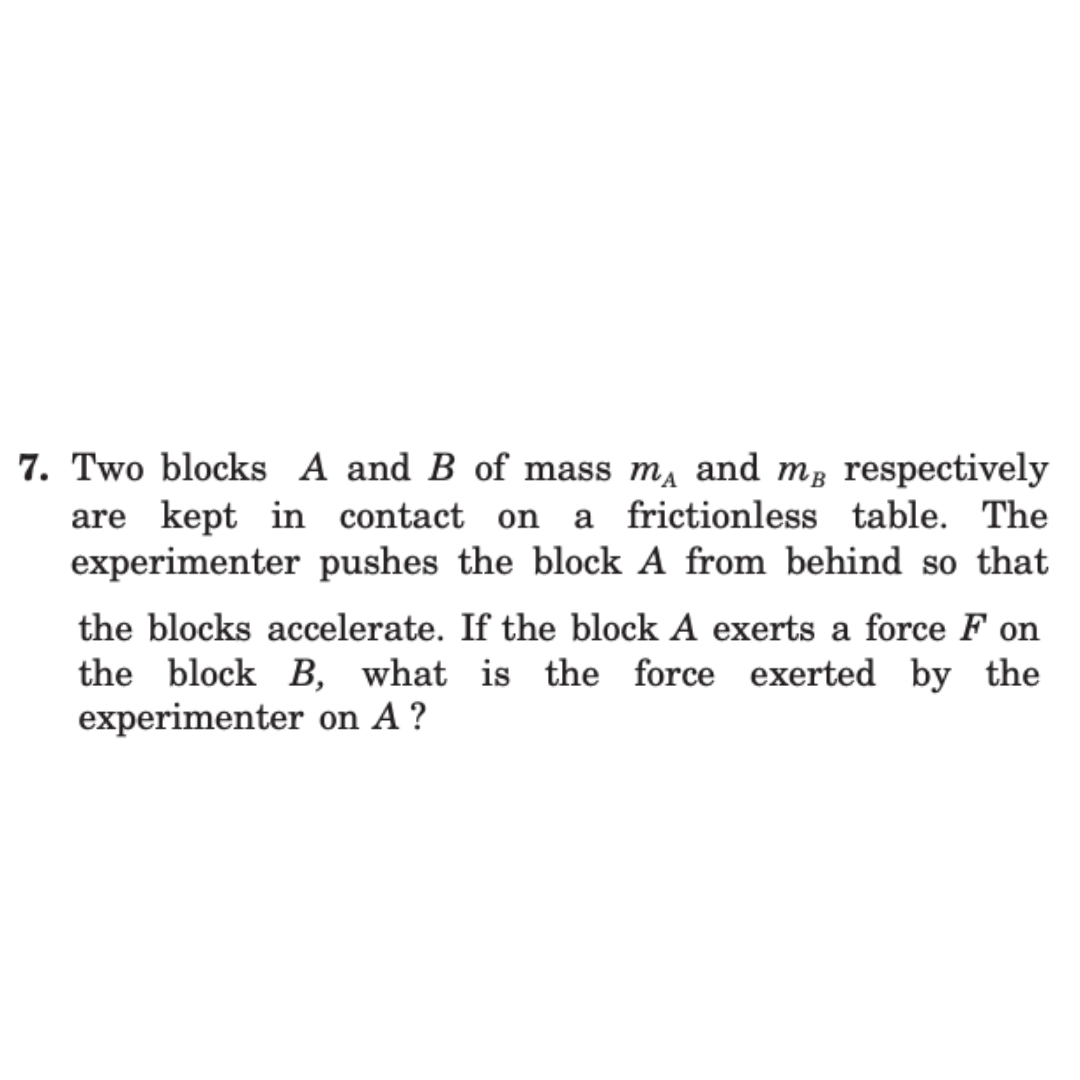 7. Two blocks A and B of mass m_A and m_B respectively
are kept in contact on a frictionless table. The
experimenter pushes the block A from behind so that
the blocks accelerate. If the block A exerts a force F on
the block B, what is the force exerted by the
experimenter on A ?